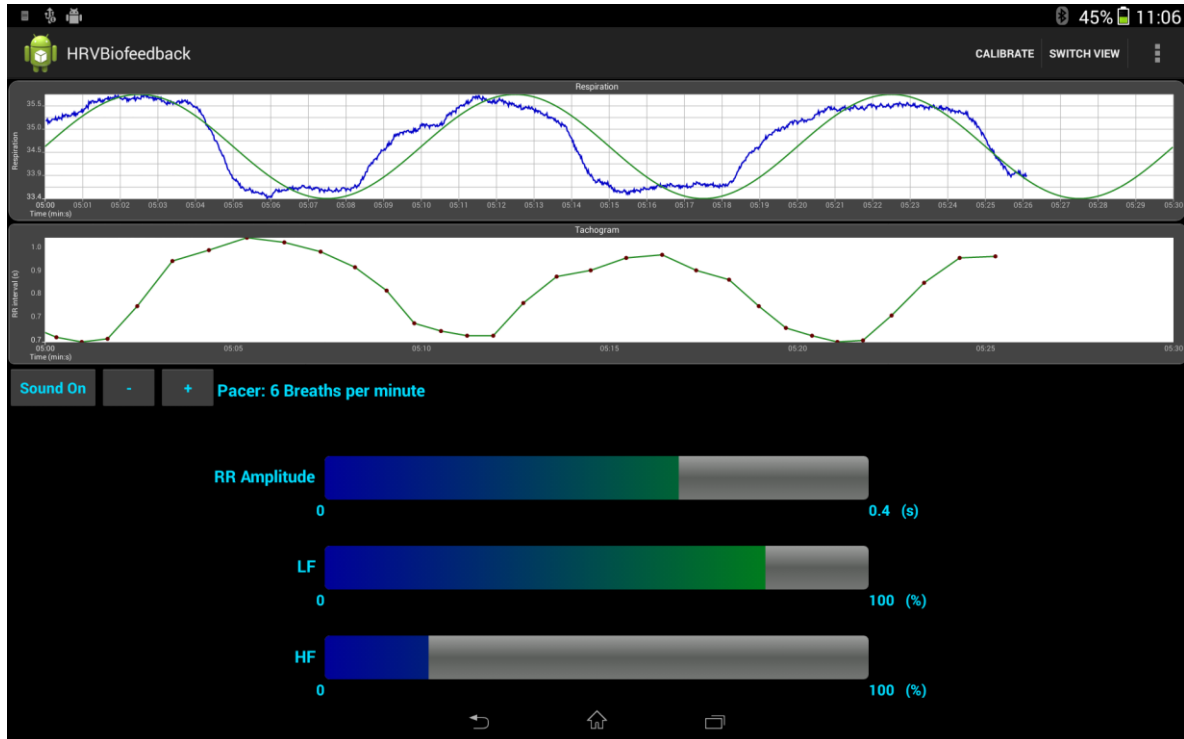 45% 11:06
HRVBiofeedback CALIBRATE SWITCH VIEW
Respiration
35.5
35.0
34.5
33.9
33.4
Respiration
05:00 05:01 05:02 05:03 05:04 05:05 05:06 05:07 05:08 05:09 05:10 05:11 05:12 05:13 05:14 05:15 05:16 05:17 05:18 05:19 05:20 05:21 05:22 05:23 05:24 05:25 05:26 05:27 05:28 05:29 05:30
Time (min:s)
Tachogram
1.0
0.9
0.8
0.7
0.7
RR interval (s)
05:00 05:05 05:10 05:15 05:20 05:25 05:30
Time (min:s)
Sound On - + Pacer: 6 Breaths per minute
RR Amplitude
0 0.4 (s)
LF
0 100 (%)
HF
0 100 (%)